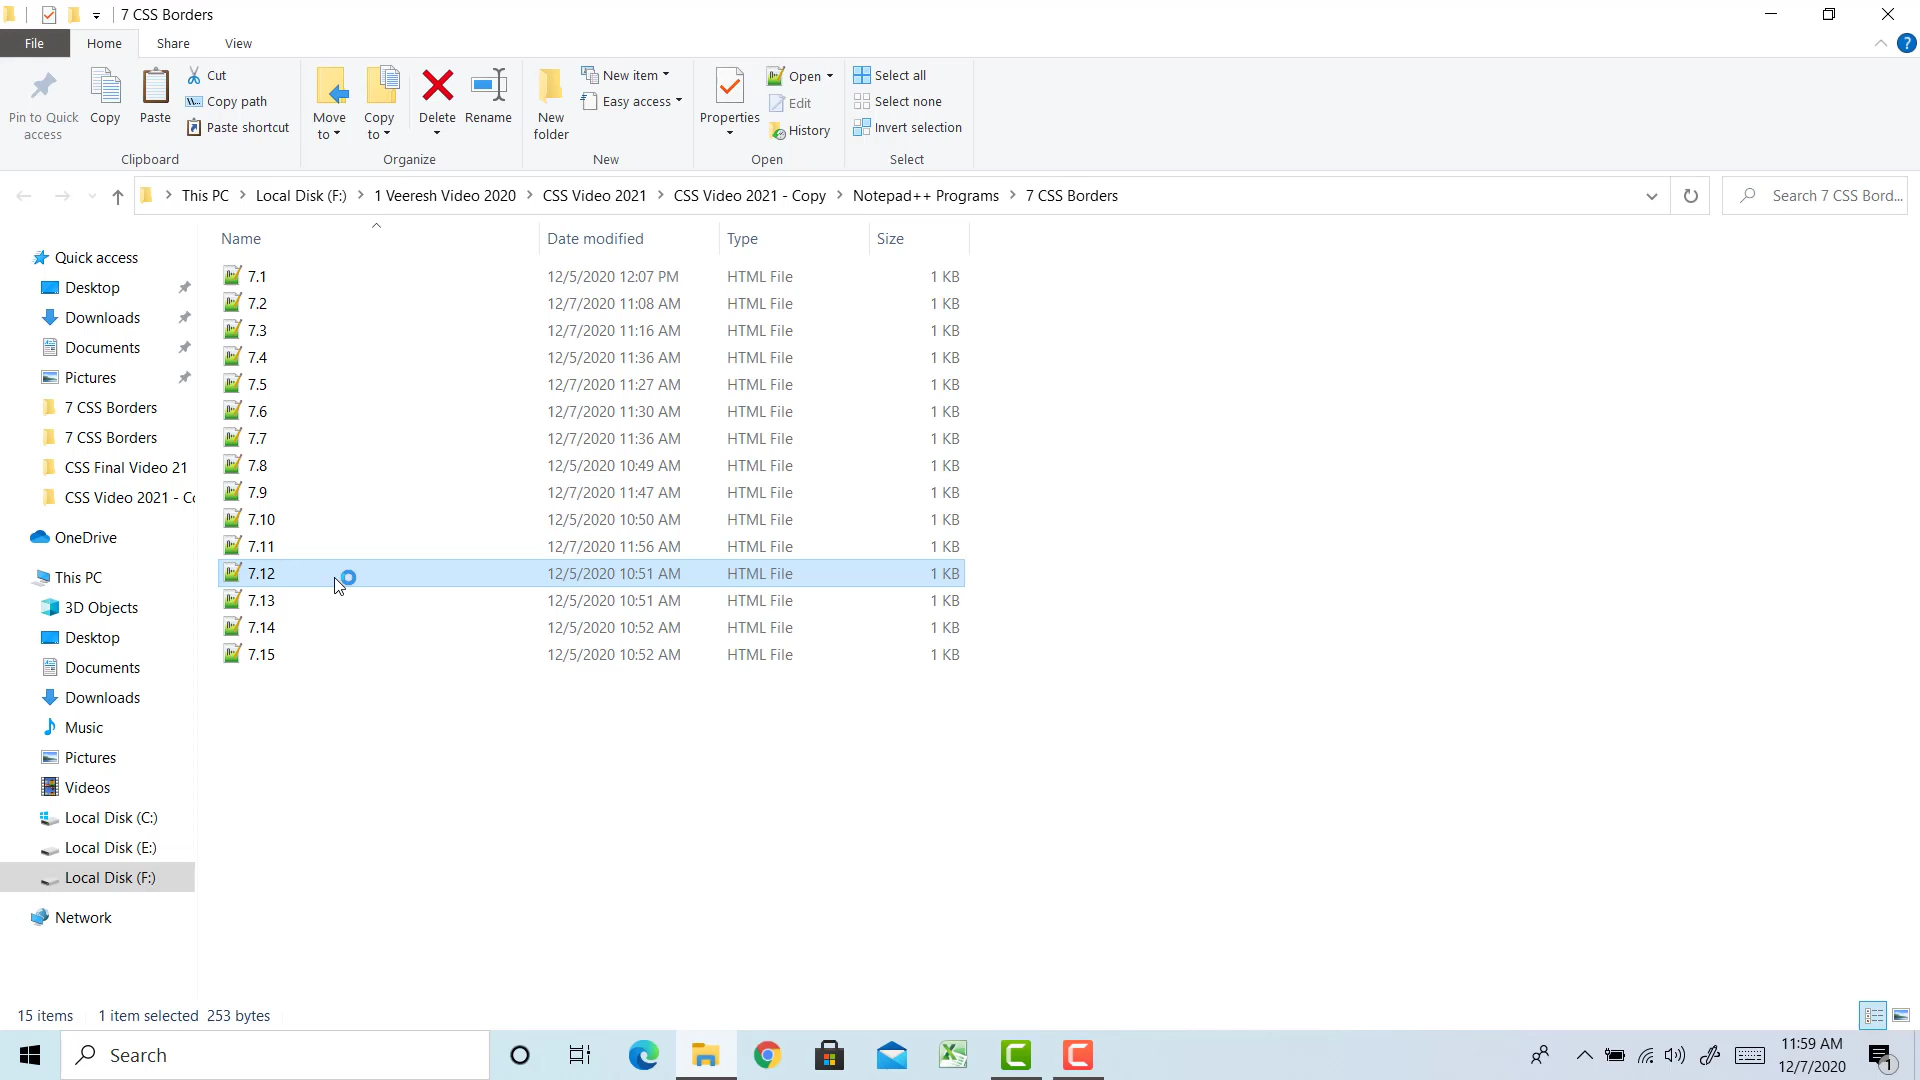 7 CSS Borders
File Home Share View
Pin to Quick access
Copy
Paste
Cut
Copy path
Paste shortcut
Clipboard
Move to
Copy to
Delete
Rename
Organize
New folder
New item
Easy access
New
Properties
Open
Edit
History
Open
Select all
Select none
Invert selection
Select
This PC Local Disk (F:) 1 Veeresh Video 2020 CSS Video 2021 CSS Video 2021 - Copy Notepad++ Programs 7 CSS Borders
Search 7 CSS Bord...
Quick access
Desktop
Downloads
Documents
Pictures
7 CSS Borders
7 CSS Borders
CSS Final Video 21
CSS Video 2021 - Co
OneDrive
This PC
3D Objects
Desktop
Documents
Downloads
Music
Pictures
Videos
Local Disk (C:)
Local Disk (E:)
Local Disk (F:)
Network
Name Date modified Type Size
7.1 12/5/2020 12:07 PM HTML File 1 KB
7.2 12/7/2020 11:08 AM HTML File 1 KB
7.3 12/7/2020 11:16 AM HTML File 1 KB
7.4 12/5/2020 11:36 AM HTML File 1 KB
7.5 12/7/2020 11:27 AM HTML File 1 KB
7.6 12/7/2020 11:30 AM HTML File 1 KB
7.7 12/7/2020 11:36 AM HTML File 1 KB
7.8 12/5/2020 10:49 AM HTML File 1 KB
7.9 12/7/2020 11:47 AM HTML File 1 KB
7.10 12/5/2020 10:50 AM HTML File 1 KB
7.11 12/7/2020 11:56 AM HTML File 1 KB
7.12 12/5/2020 10:51 AM HTML File 1 KB
7.13 12/5/2020 10:51 AM HTML File 1 KB
7.14 12/5/2020 10:52 AM HTML File 1 KB
7.15 12/5/2020 10:52 AM HTML File 1 KB
15 items 1 item selected 253 bytes
Search
11:59 AM
12/7/2020
1